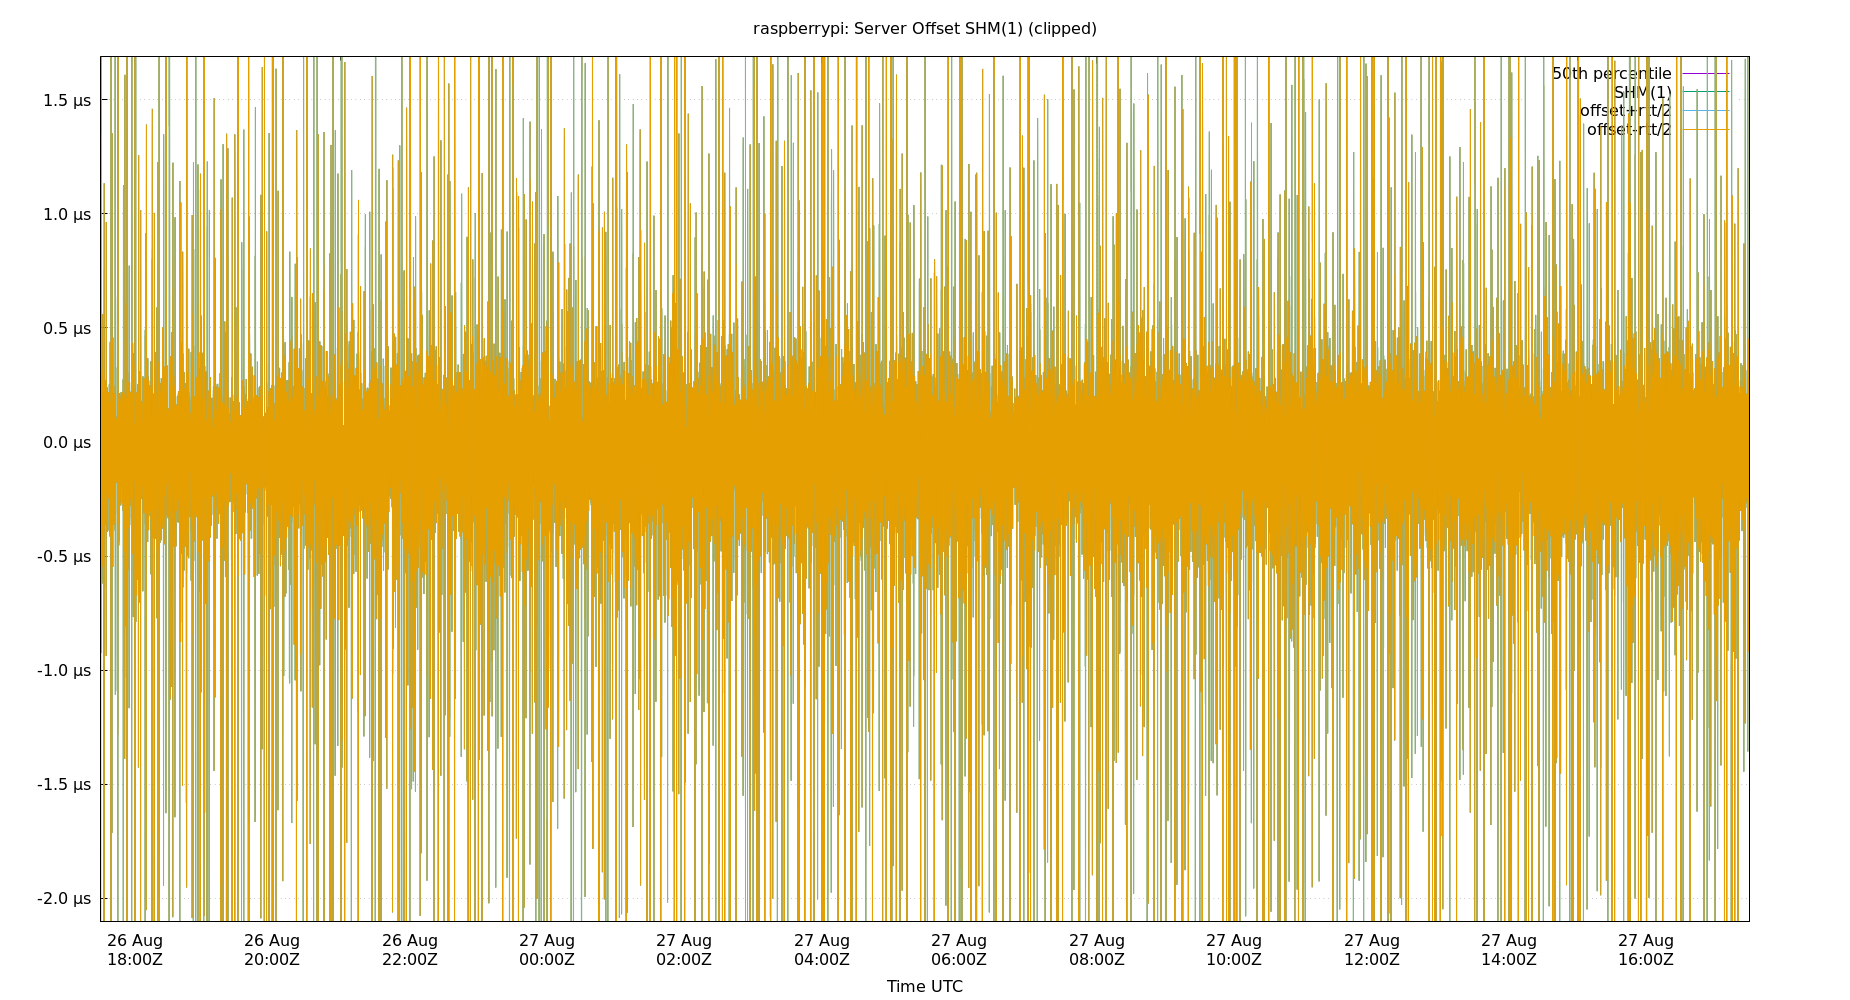 raspberrypi: Server Offset SHM(1) (clipped)
50th percentile
SHM(1)
offset+rtt/2
offset-rtt/2
1.5 µs
1.0 µs
0.5 µs
0.0 µs
-0.5 µs
-1.0 µs
-1.5 µs
-2.0 µs
26 Aug 26 Aug 26 Aug 27 Aug 27 Aug 27 Aug 27 Aug 27 Aug 27 Aug 27 Aug 27 Aug 27 Aug
18:00Z 20:00Z 22:00Z 00:00Z 02:00Z 04:00Z 06:00Z 08:00Z 10:00Z 12:00Z 14:00Z 16:00Z
Time UTC